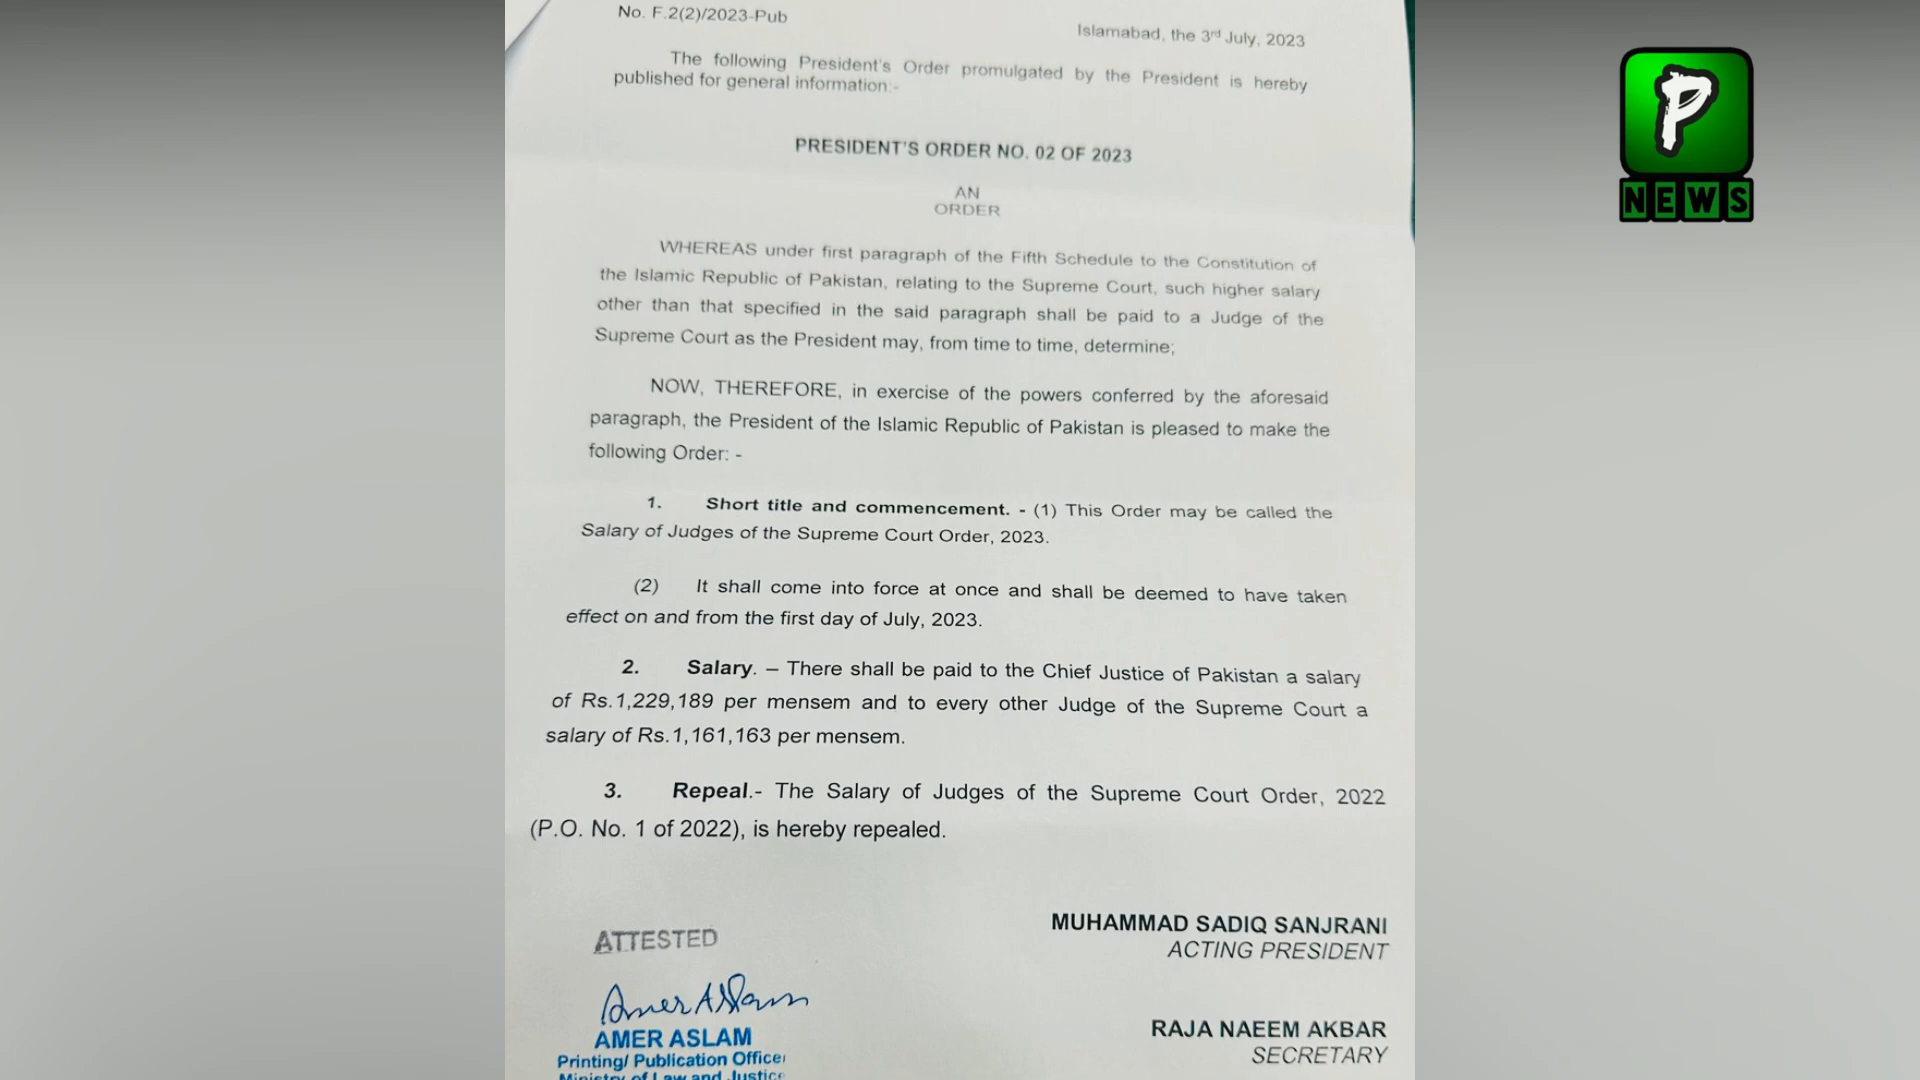 No. F.2(2)/2023-Pub
Islamabad, the 3rd July, 2023
The following President's Order promulgated by the President is hereby
published for general information:-
PRESIDENT'S ORDER NO. 02 OF 2023
AN
ORDER
WHEREAS under first paragraph of the Fifth Schedule to the Constitution of
the Islamic Republic of Pakistan, relating to the Supreme Court, such higher salary
other than that specified in the said paragraph shall be paid to a Judge of the
Supreme Court as the President may, from time to time, determine;
NOW, THEREFORE, in exercise of the powers conferred by the aforesaid
paragraph, the President of the Islamic Republic of Pakistan is pleased to make the
following Order: -
1. Short title and commencement. - (1) This Order may be called the
Salary of Judges of the Supreme Court Order, 2023.
(2) It shall come into force at once and shall be deemed to have taken
effect on and from the first day of July, 2023.
2. Salary. – There shall be paid to the Chief Justice of Pakistan a salary
of Rs.1,229,189 per mensem and to every other Judge of the Supreme Court a
salary of Rs.1,161,163 per mensem.
3. Repeal.- The Salary of Judges of the Supreme Court Order, 2022
(P.O. No. 1 of 2022), is hereby repealed.
MUHAMMAD SADIQ SANJRANI
ACTING PRESIDENT
ATTESTED
Amer Aslam
AMER ASLAM
Printing/ Publication Officer
Ministry of Law and Justice
RAJA NAEEM AKBAR
SECRETARY
P
NEWS